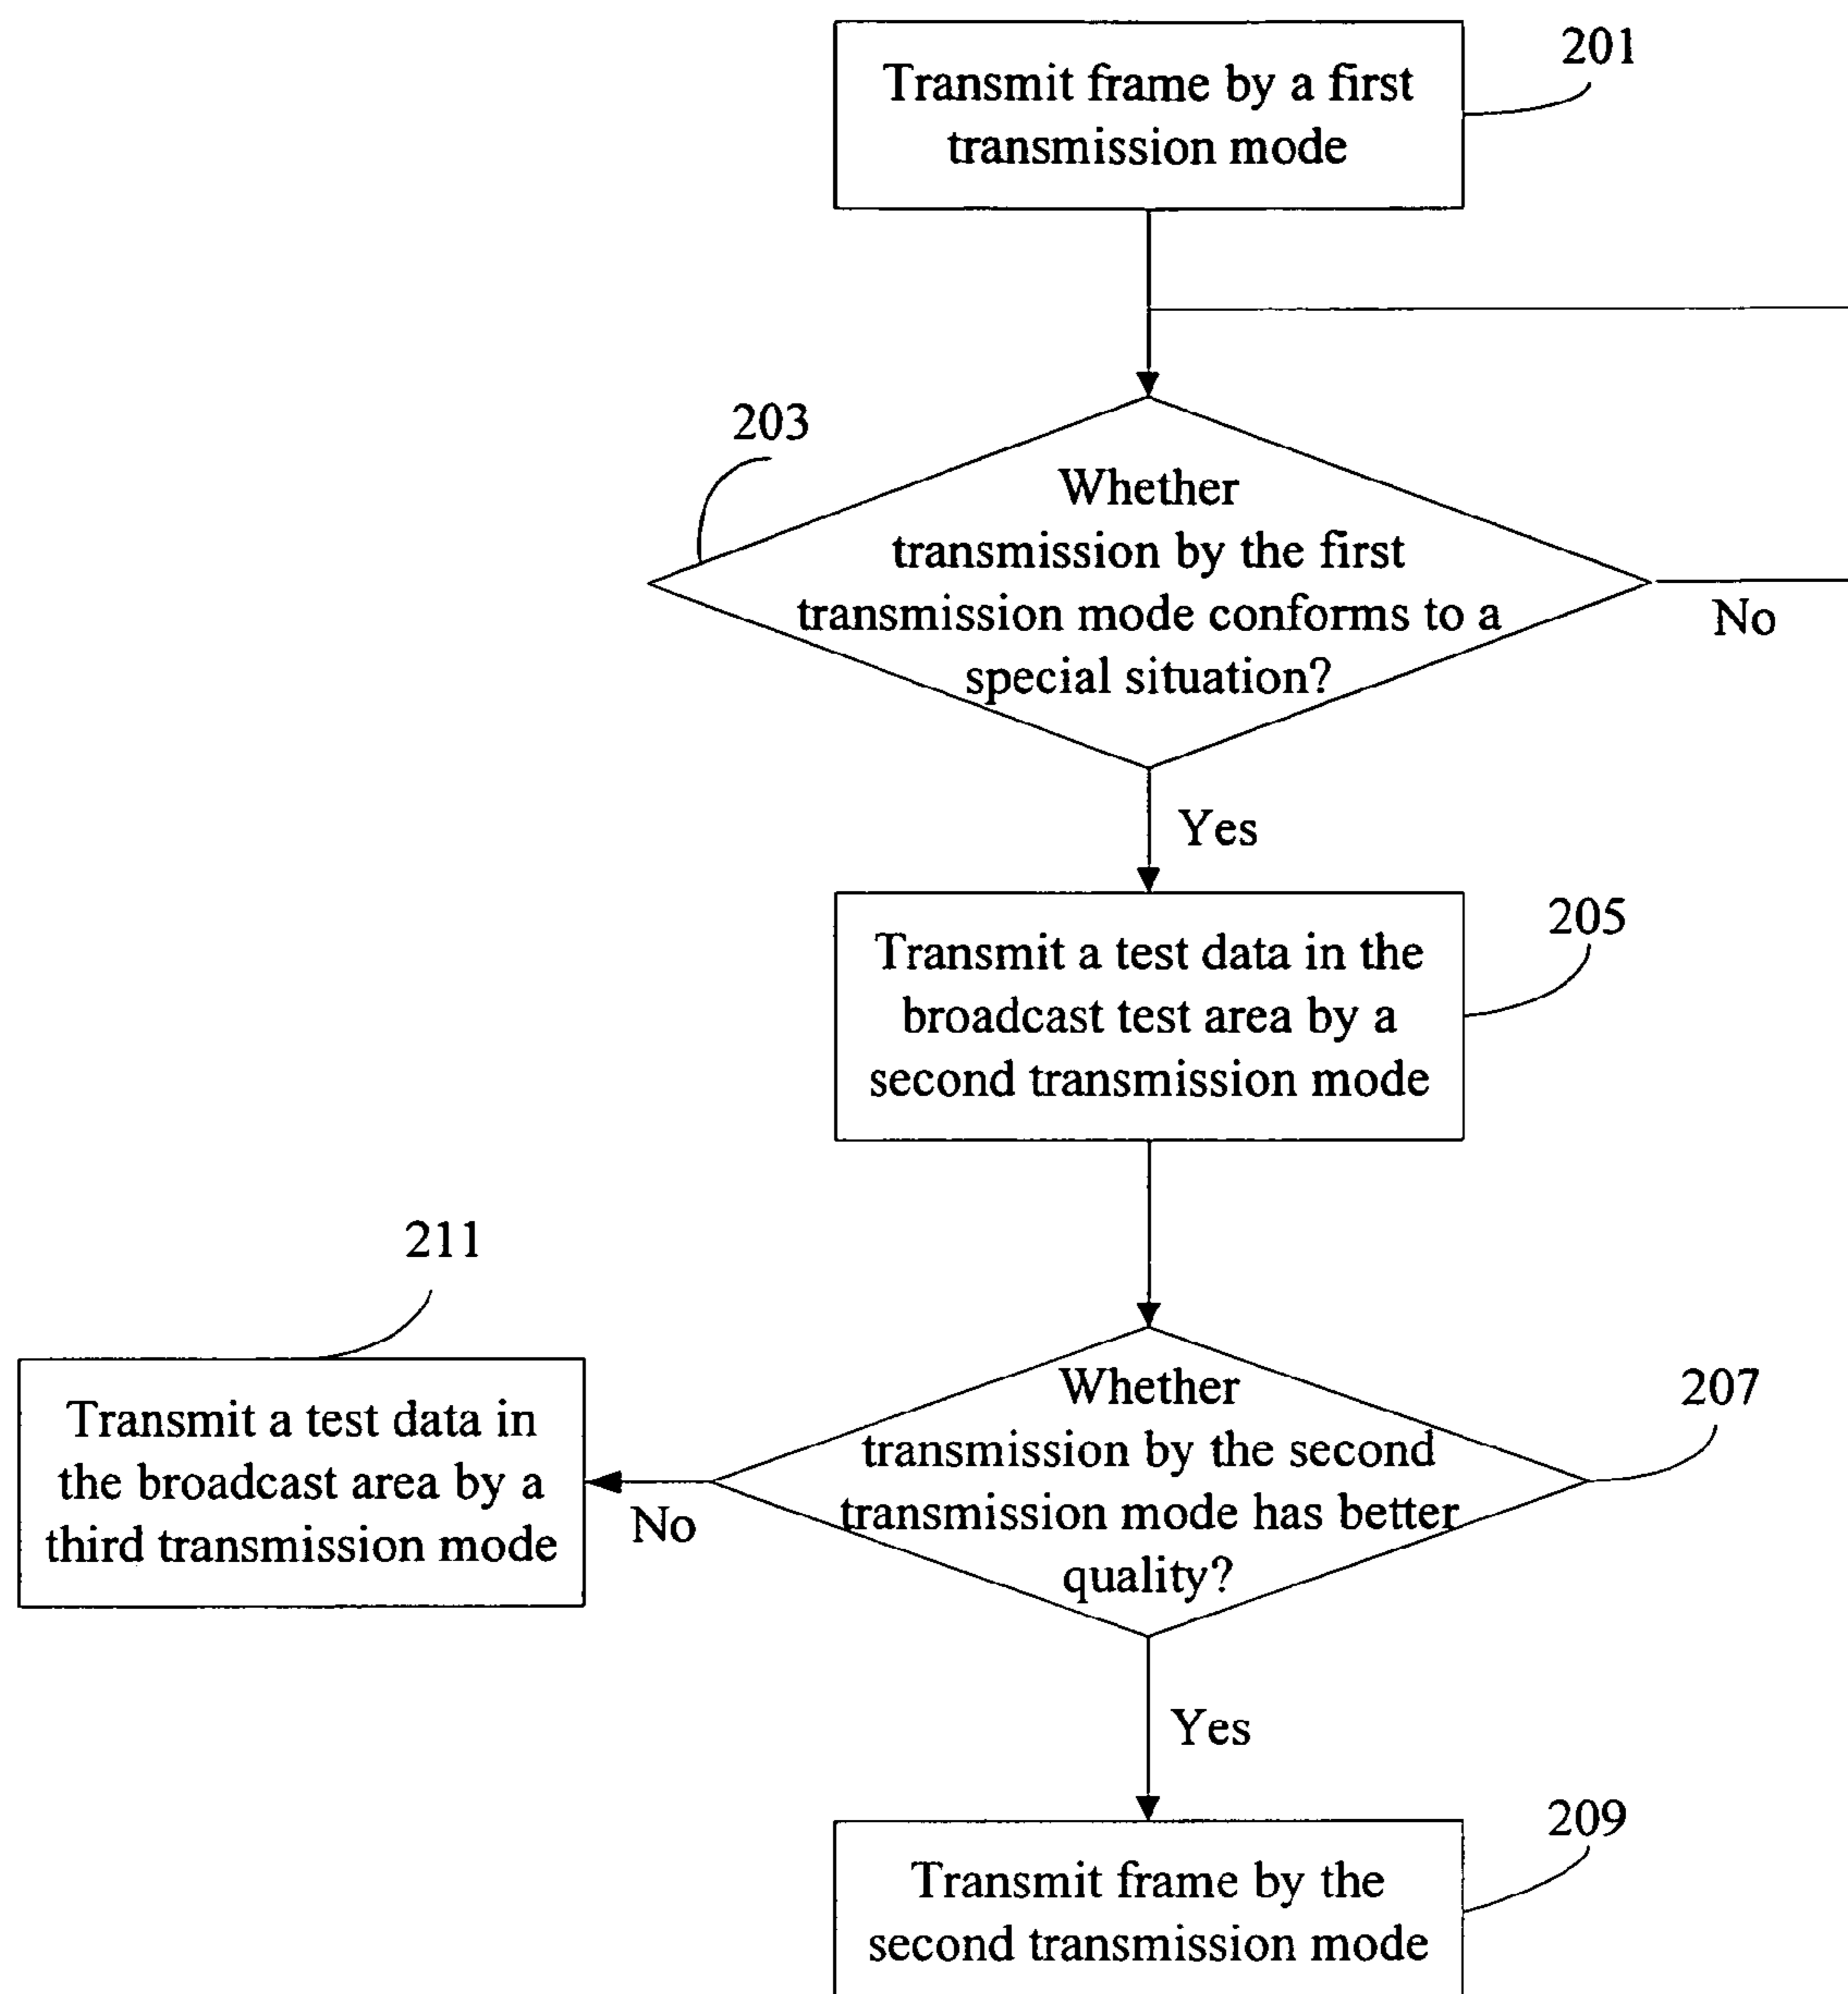 Transmit frame by a first
transmission mode
201
203
Whether
transmission by the first
transmission mode conforms to a
special situation?
No
Yes
Transmit a test data in the
broadcast test area by a
second transmission mode
205
211
Transmit a test data in
the broadcast area by a
third transmission mode
No
Whether
transmission by the second
transmission mode has better
quality?
207
Yes
Transmit frame by the
second transmission mode
209